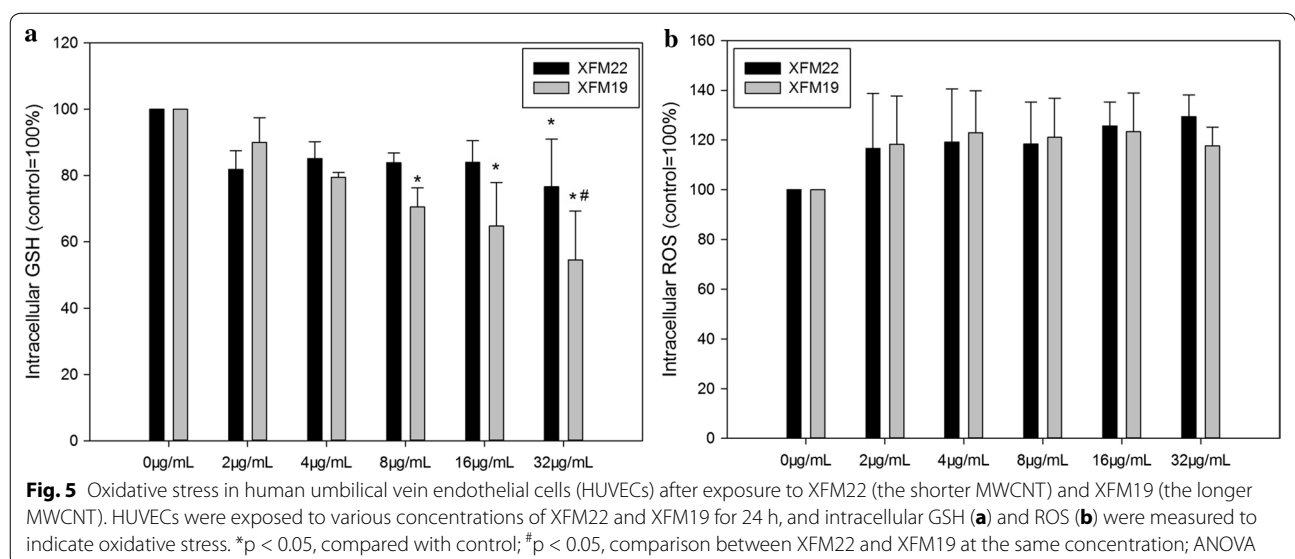 a
120
100
80
60
40
20
0
Intracellular GSH (control=100%)
XFM22
XFM19
*
*
*
*#
0µg/mL 2µg/mL 4µg/mL 8µg/mL 16µg/mL 32µg/mL
b
160
140
120
100
80
60
40
20
0
Intracellular ROS (control=100%)
XFM22
XFM19
0µg/mL 2µg/mL 4µg/mL 8µg/mL 16µg/mL 32µg/mL
Fig. 5 Oxidative stress in human umbilical vein endothelial cells (HUVECs) after exposure to XFM22 (the shorter MWCNT) and XFM19 (the longer
MWCNT). HUVECs were exposed to various concentrations of XFM22 and XFM19 for 24 h, and intracellular GSH (a) and ROS (b) were measured to
indicate oxidative stress. *p < 0.05, compared with control; #p < 0.05, comparison between XFM22 and XFM19 at the same concentration; ANOVA